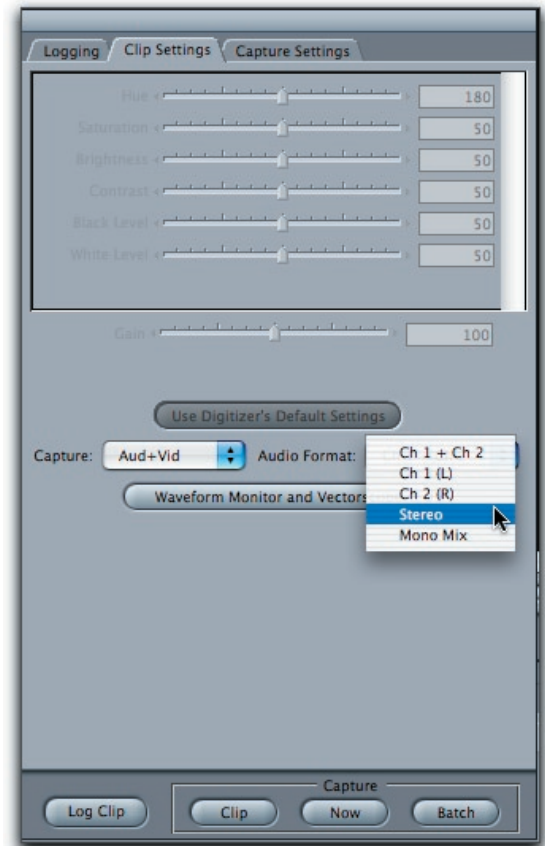 Logging Clip Settings Capture Settings
Hue 180
Saturation 50
Brightness 50
Contrast 50
Black Level 50
White Level 50
Gain 100
Use Digitizer's Default Settings
Capture: Aud+Vid Audio Format:
Ch 1 + Ch 2
Ch 1 (L)
Ch 2 (R)
Stereo
Mono Mix
Waveform Monitor and Vectors
Capture
Log Clip Clip Now Batch